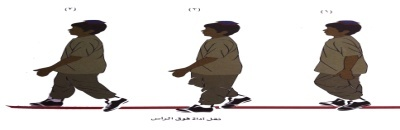 (١) (٢) (٣)
حمل اداة فوق الراس